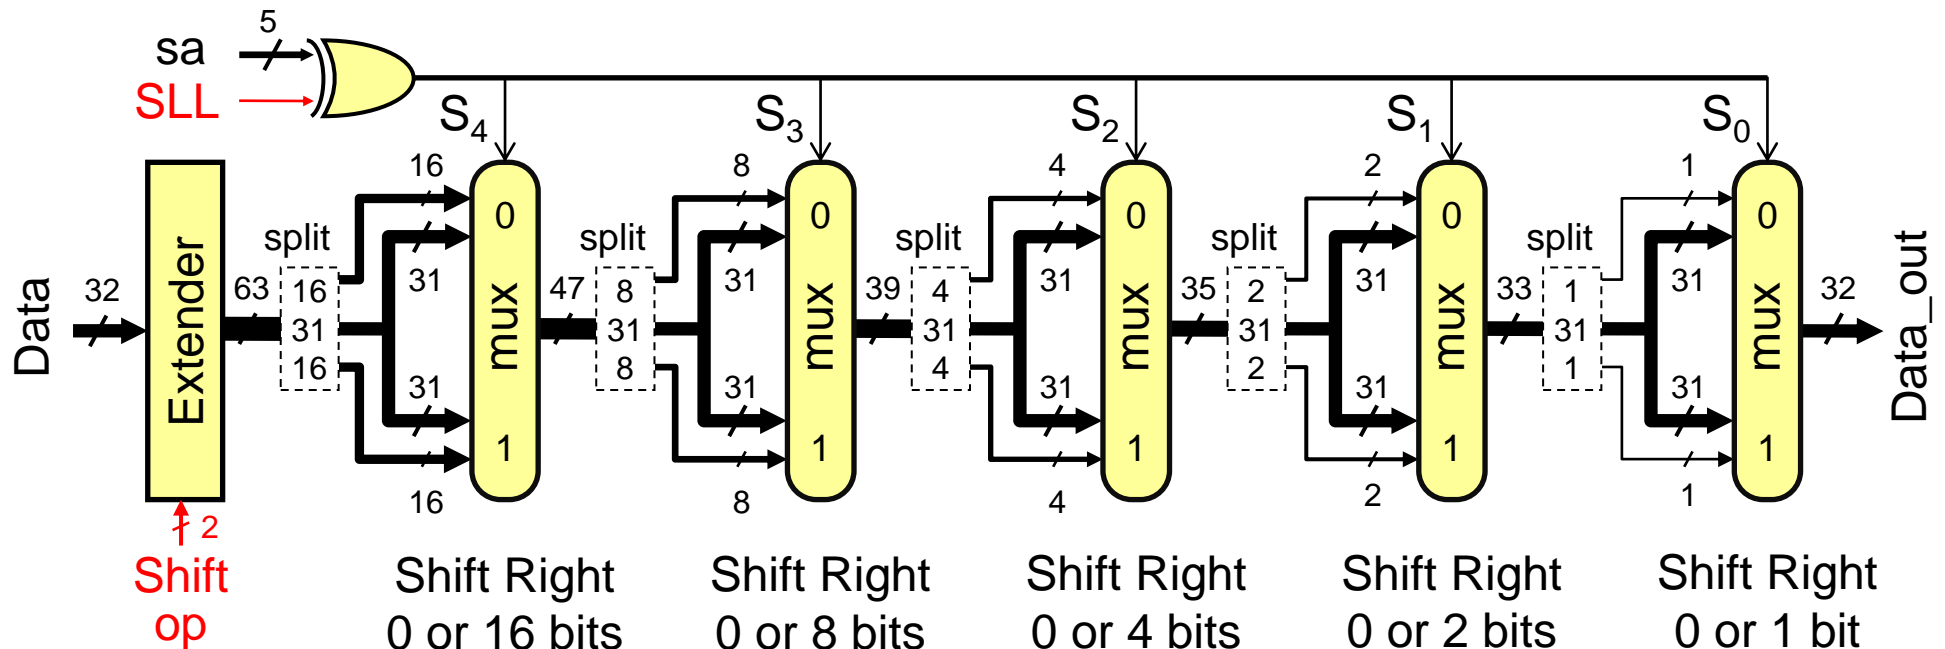 sa
5
SLL
S4
S3
S2
S1
S0
Data
32
Extender
2
Shift
op
63
split
16
31
16
16
31
31
16
0
mux
1
47
split
8
31
8
8
31
31
8
0
mux
1
39
split
4
31
4
4
31
31
4
0
mux
1
35
split
2
31
2
2
31
31
2
0
mux
1
33
split
1
31
1
1
31
31
1
0
mux
1
32
Data_out
Shift Right
0 or 16 bits
Shift Right
0 or 8 bits
Shift Right
0 or 4 bits
Shift Right
0 or 2 bits
Shift Right
0 or 1 bit